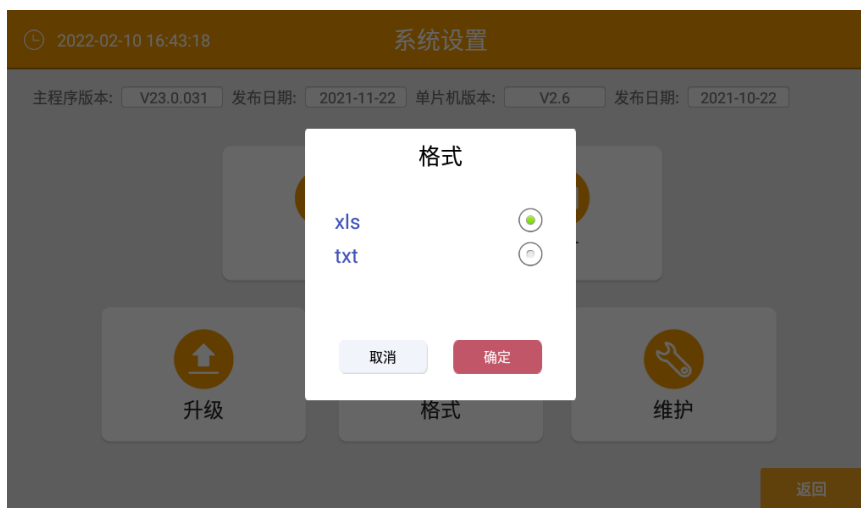 2022-02-10 16:43:18
系统设置
主程序版本: V23.0.031 发布日期: 2021-11-22 单片机版本: V2.6 发布日期: 2021-10-22
格式
xls
txt
取消 确定
升级 格式 维护
返回